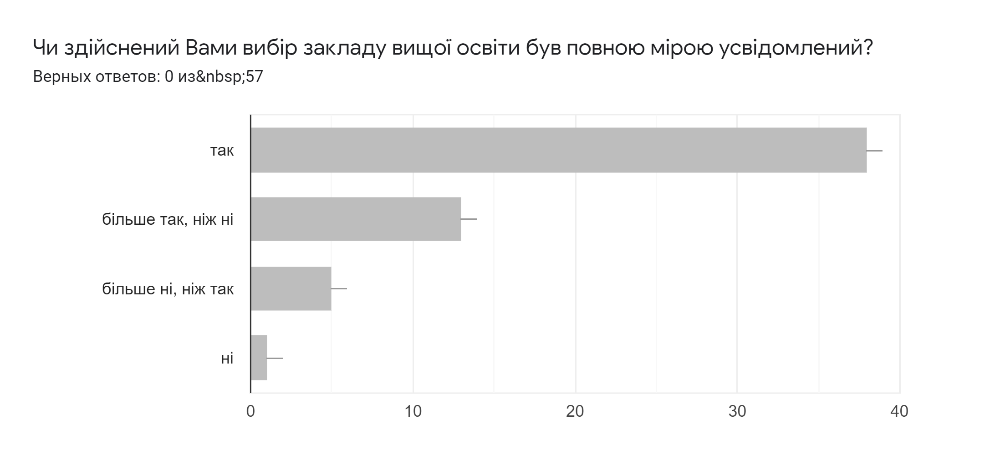 Чи здійснений Вами вибір закладу вищої освіти був повною мірою усвідомлений?
Верных ответов: 0 из&nbsp;57
так
більше так, ніж ні
більше ні, ніж так
ні
0 10 20 30 40